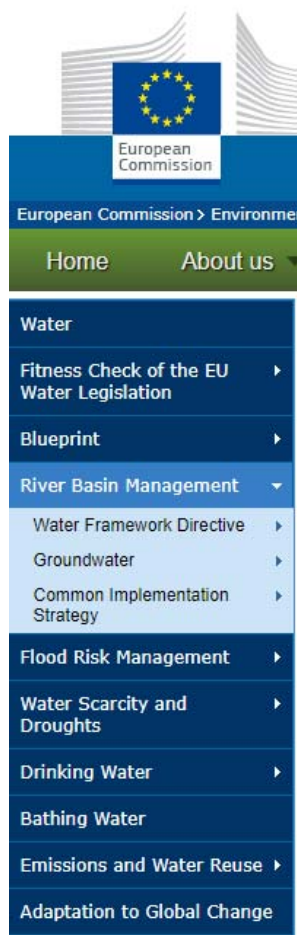 European
Commission
European Commission > Environme
Home About us
Water
Fitness Check of the EU
Water Legislation
Blueprint
River Basin Management
Water Framework Directive
Groundwater
Common Implementation
Strategy
Flood Risk Management
Water Scarcity and
Droughts
Drinking Water
Bathing Water
Emissions and Water Reuse
Adaptation to Global Change